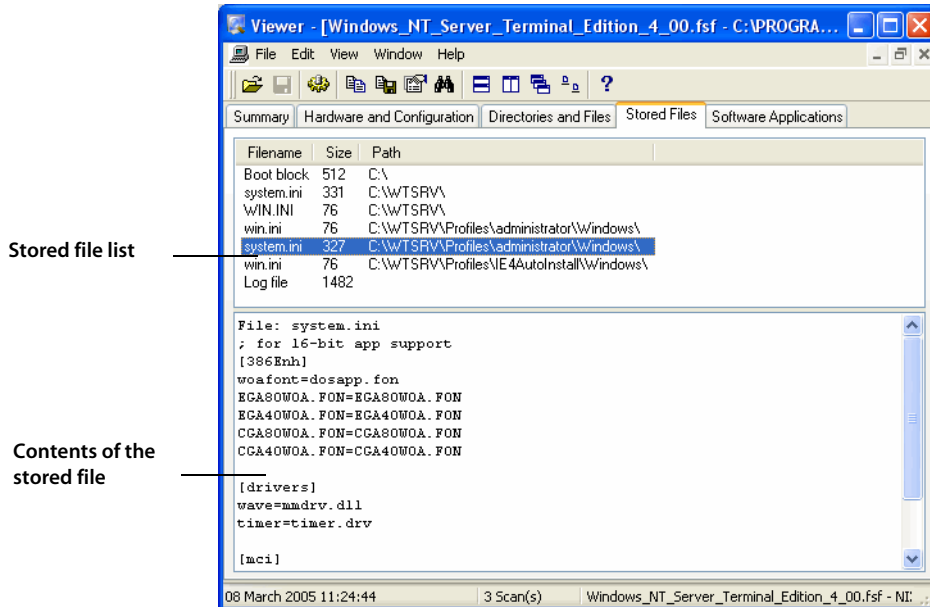 Viewer - [Windows_NT_Server_Terminal_Edition_4_00.fsf - C:\PROGRA...
File Edit View Window Help
Summary Hardware and Configuration Directories and Files Stored Files Software Applications
Filename Size Path
Boot block 512 C:\
system.ini 331 C:\WTSRV\
WIN.INI 76 C:\WTSRV\
win.ini 76 C:\WTSRV\Profiles\administrator\Windows\
Stored file list
system.ini 327 C:\WTSRV\Profiles\administrator\Windows\
win.ini 76 C:\WTSRV\Profiles\IE4AutoInstall\Windows\
Log file 1482
File: system.ini
; for 16-bit app support
[386Enh]
woafont=dosapp.fon
EGA80WOA.FON=EGA80WOA.FON
EGA40WOA.FON=EGA40WOA.FON
CGA80WOA.FON=CGA80WOA.FON
CGA40WOA.FON=CGA40WOA.FON
Contents of the
stored file
[drivers]
wave=mmdrv.dll
timer=timer.drv
[mci]
08 March 2005 11:24:44 3 Scan(s) Windows_NT_Server_Terminal_Edition_4_00.fsf -